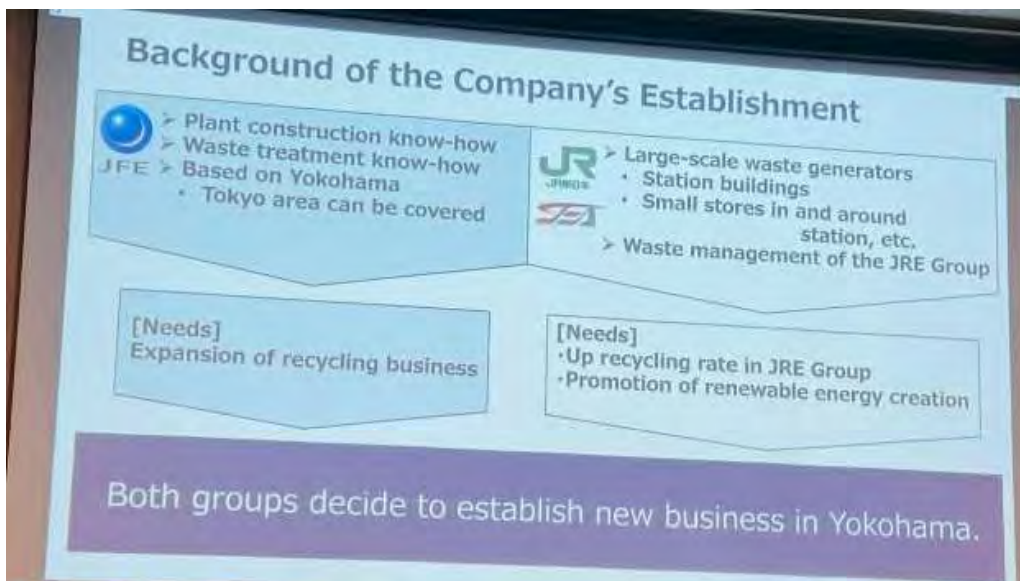 Background of the Company's Establishment
JFE
➤ Plant construction know-how
➤ Waste treatment know-how
➤ Based on Yokohama
・ Tokyo area can be covered
JR
➤ Large-scale waste generators
・ Station buildings
・ Small stores in and around
station, etc.
➤ Waste management of the JRE Group
[Needs]
Expansion of recycling business
[Needs]
・Up recycling rate in JRE Group
・Promotion of renewable energy creation
Both groups decide to establish new business in Yokohama.